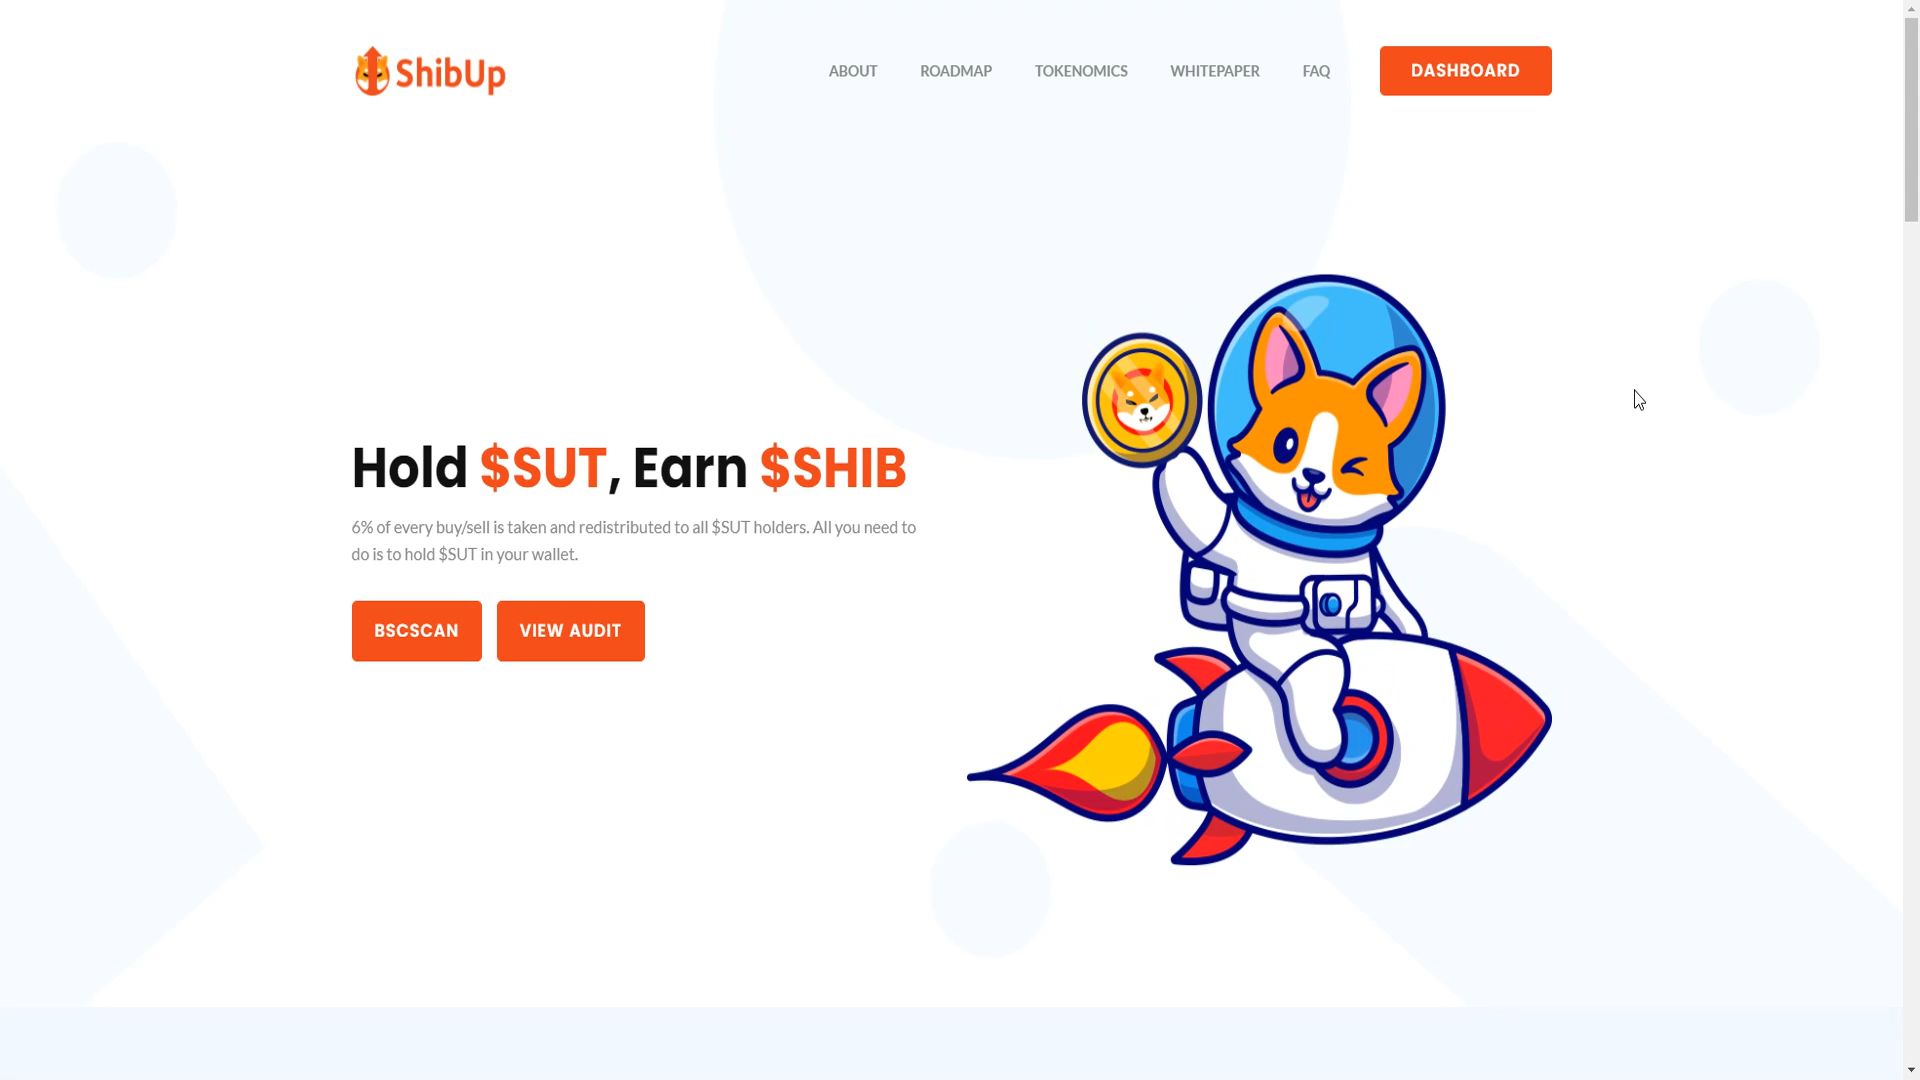 ShibUp
ABOUT
ROADMAP
TOKENOMICS
WHITEPAPER
FAQ
DASHBOARD
Hold $SUT, Earn $SHIB
6% of every buy/sell is taken and redistributed to all $SUT holders. All you need to
do is to hold $SUT in your wallet.
BSCSCAN
VIEW AUDIT